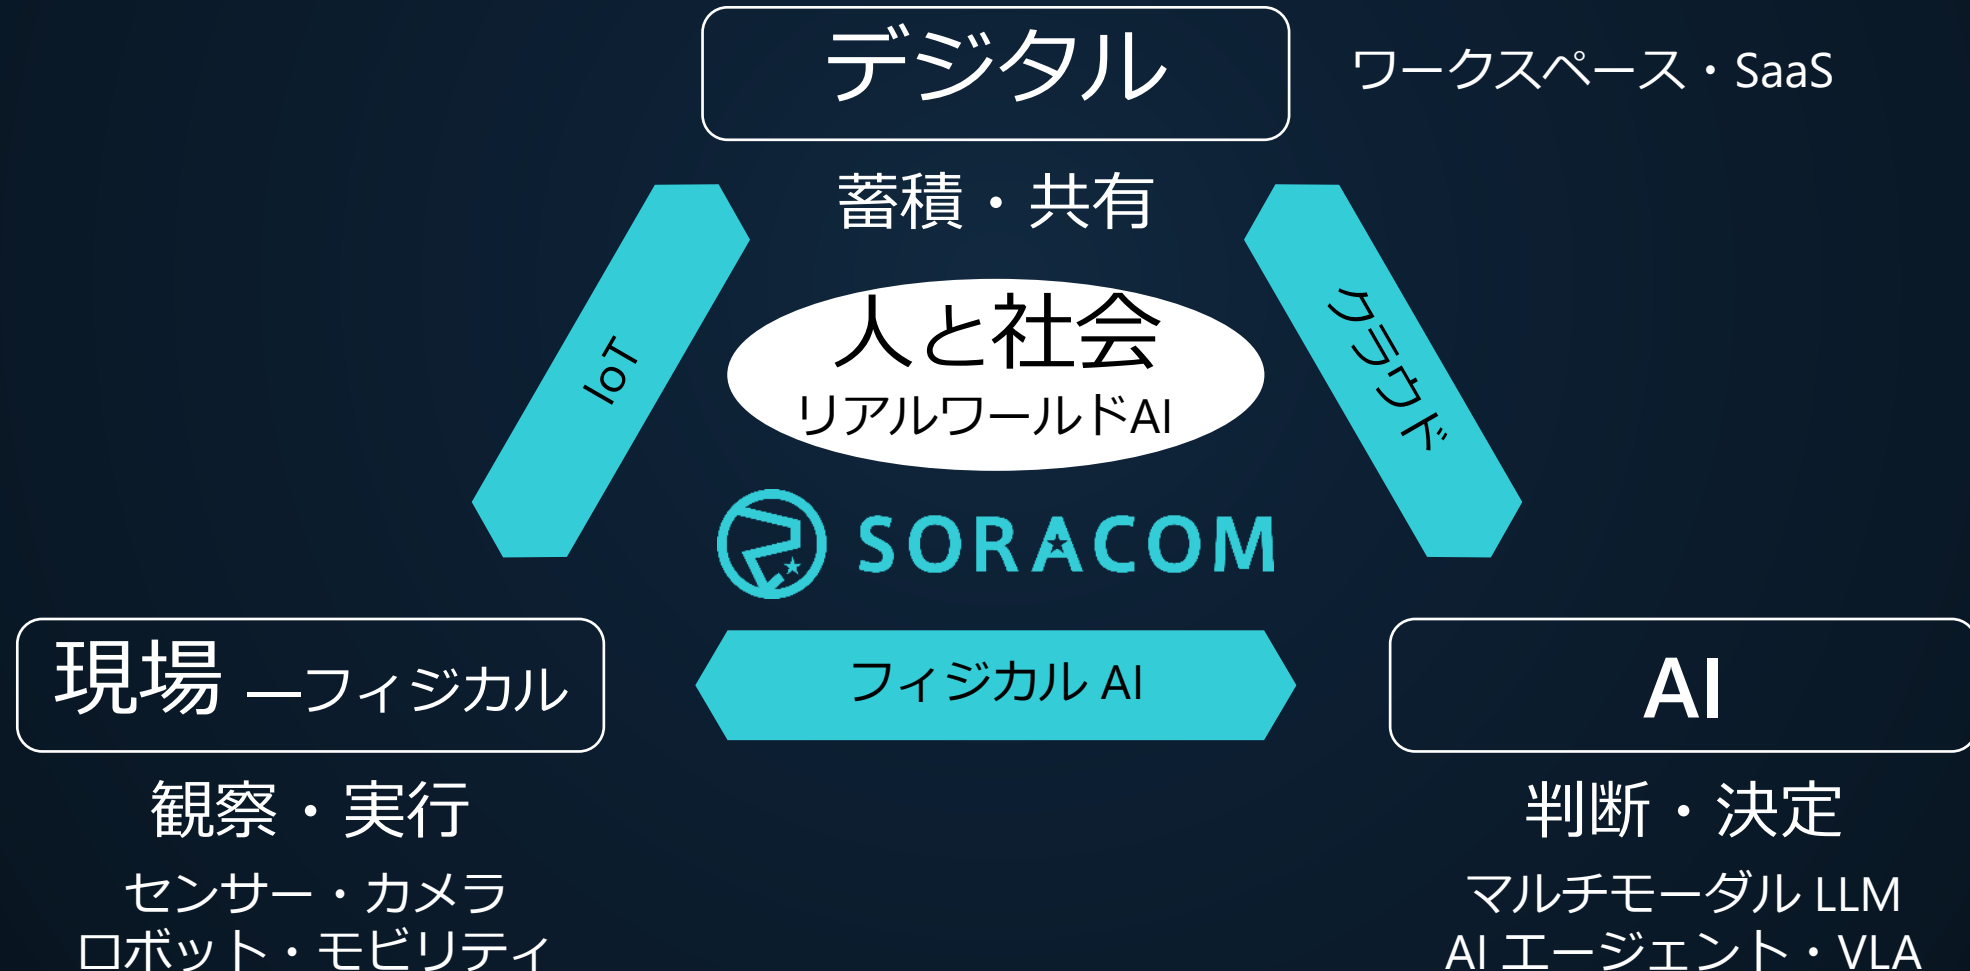 デジタル
ワークスペース・SaaS
蓄積・共有
人と社会
リアルワールドAI
IoT
クラウド
SORACOM
現場 ―フィジカル
フィジカル AI
AI
観察・実行
判断・決定
センサー・カメラ
ロボット・モビリティ
マルチモーダル LLM
AI エージェント・VLA